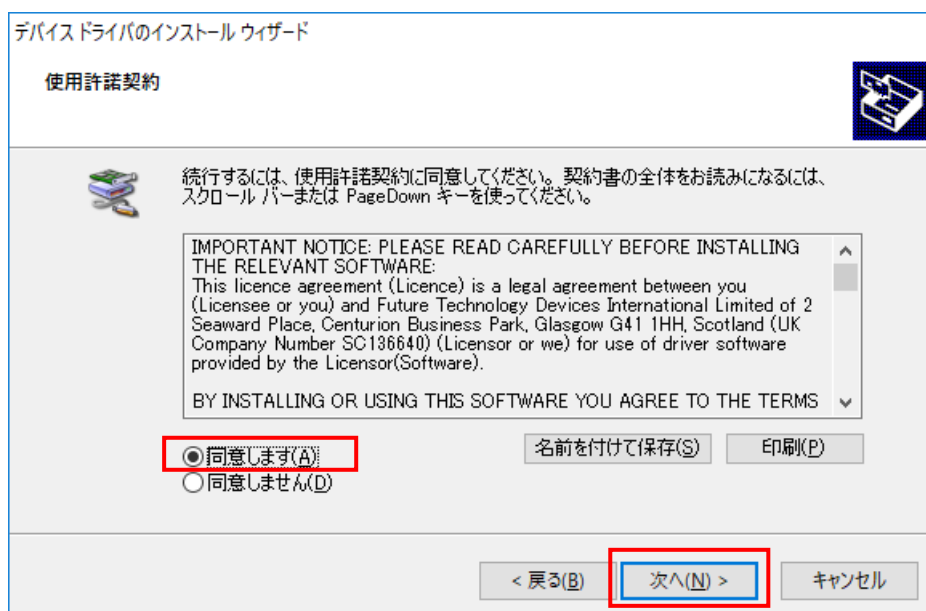 デバイス ドライバのインストール ウィザード
使用許諾契約
続行するには、使用許諾契約に同意してください。契約書の全体をお読みになるには、
スクロール バーまたは PageDown キーを使ってください。
IMPORTANT NOTICE: PLEASE READ CAREFULLY BEFORE INSTALLING
THE RELEVANT SOFTWARE:
This licence agreement (Licence) is a legal agreement between you
(Licensee or you) and Future Technology Devices International Limited of 2
Seaward Place, Centurion Business Park, Glasgow G41 1HH, Scotland (UK
Company Number SC136640) (Licensor or we) for use of driver software
provided by the Licensor(Software).
BY INSTALLING OR USING THIS SOFTWARE YOU AGREE TO THE TERMS
同意します(A)
名前を付けて保存(S)
印刷(P)
同意しません(D)
< 戻る(B)
次へ(N) >
キャンセル